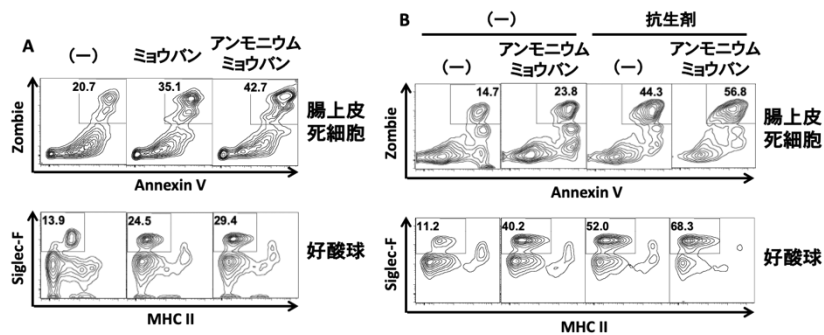 A
(ー)
ミョウバン
アンモニウム
ミョウバン
20.7
35.1
42.7
Zombie
Annexin V
腸上皮
死細胞
13.9
24.5
29.4
Siglec-F
MHC II
好酸球
B
(ー)
抗生剤
(ー)
アンモニウム
ミョウバン
(ー)
アンモニウム
ミョウバン
14.7
23.8
44.3
56.8
Zombie
Annexin V
腸上皮
死細胞
11.2
40.2
52.0
68.3
Siglec-F
MHC II
好酸球